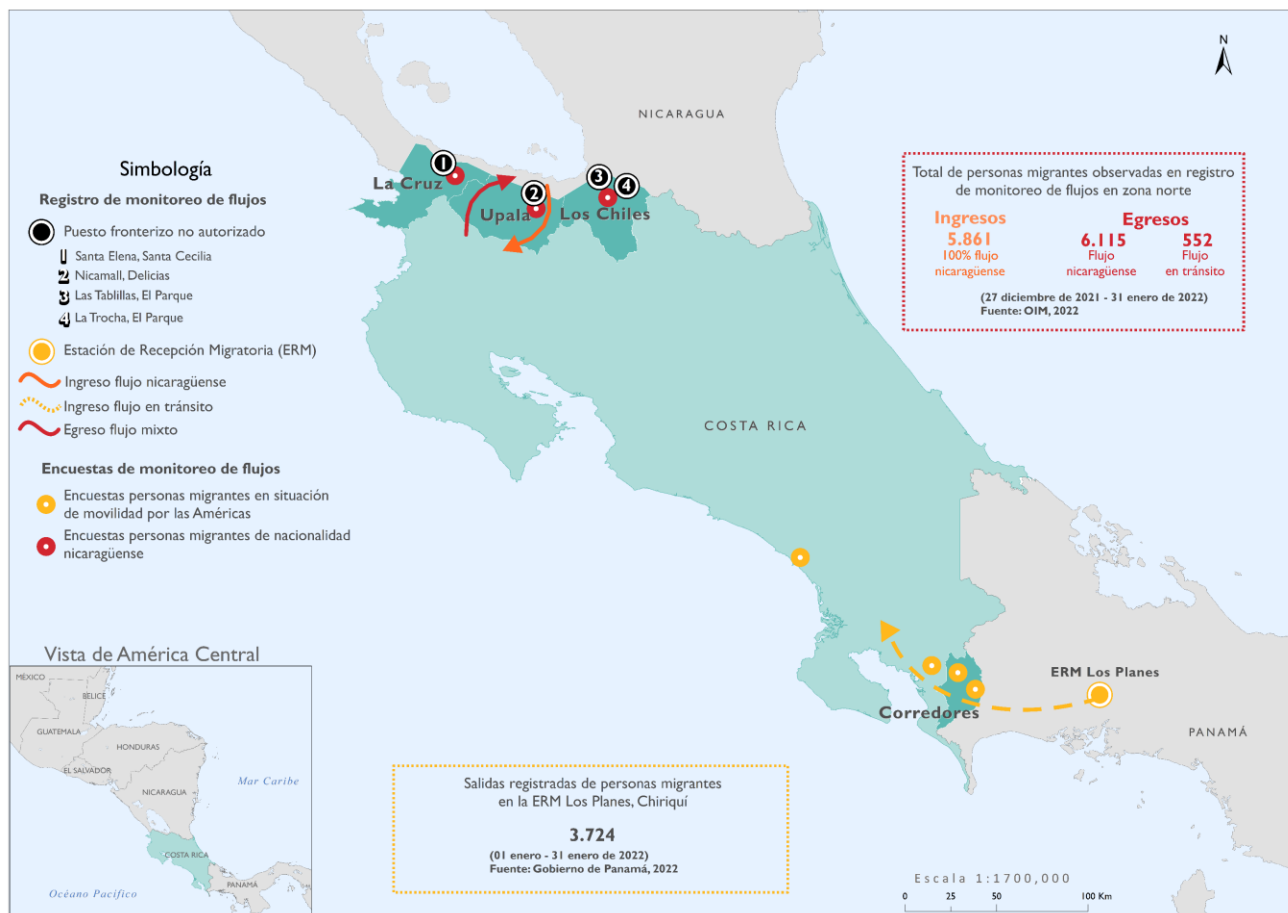 N
NICARAGUA
Simbología
Registro de monitoreo de flujos
Puesto fronterizo no autorizado
1 Santa Elena, Santa Cecilia
2 Nicamall, Delicias
3 Las Tablillas, El Parque
4 La Trocha, El Parque
Estación de Recepción Migratoria (ERM)
Ingreso flujo nicaragüense
Ingreso flujo en tránsito
Egreso flujo mixto
Encuestas de monitoreo de flujos
Encuestas personas migrantes en situación
de movilidad por las Américas
Encuestas personas migrantes de nacionalidad
nicaragüense
1
La Cruz
2
Upala
3
4
Los Chiles
Total de personas migrantes observadas en registro
de monitoreo de flujos en zona norte
Ingresos
5.861
100% flujo
nicaragüense
Egresos
6.115
Flujo
nicaragüense
552
Flujo
en tránsito
(27 diciembre de 2021 - 31 enero de 2022)
Fuente: OIM, 2022
COSTA RICA
ERM Los Planes
Corredores
PANAMÁ
Vista de América Central
MÉXICO
BELICE
GUATEMALA
HONDURAS
EL SALVADOR
NICARAGUA
Mar Caribe
COSTA RICA
PANAMÁ
Océano Pacífico
Salidas registradas de personas migrantes
en la ERM Los Planes, Chiriquí
3.724
(01 enero - 31 enero de 2022)
Fuente: Gobierno de Panamá, 2022
Escala 1:1700,000
0 25 50 100 Km